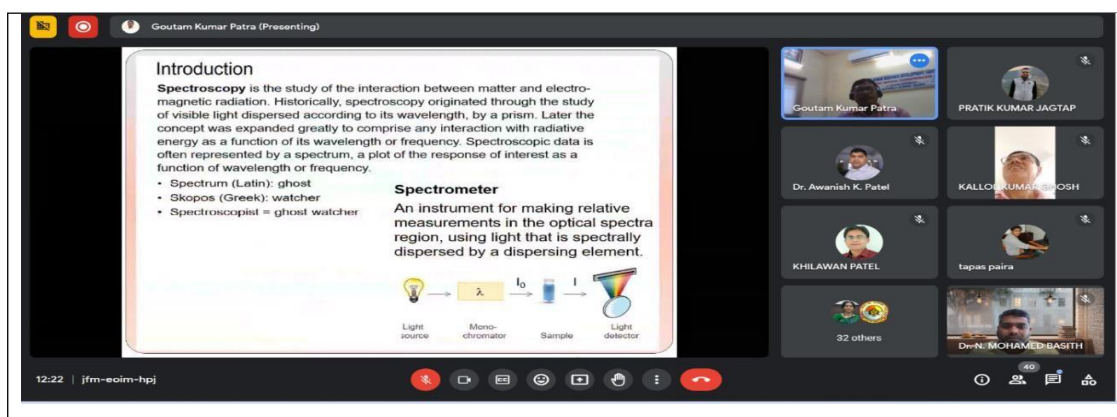 Goutam Kumar Patra (Presenting)
Introduction
Spectroscopy is the study of the interaction between matter and electro-
magnetic radiation. Historically, spectroscopy originated through the study
of visible light dispersed according to its wavelength, by a prism. Later the
concept was expanded greatly to comprise any interaction with radiative
energy as a function of its wavelength or frequency. Spectroscopic data is
often represented by a spectrum, a plot of the response of interest as a
function of wavelength or frequency.
• Spectrum (Latin): ghost
• Skopos (Greek): watcher
• Spectroscopist = ghost watcher
Spectrometer
An instrument for making relative
measurements in the optical spectra
region, using light that is spectrally
dispersed by a dispersing element.
λ
I₀
I
Light
source
Mono-
chromator
Sample
Light
detector
Goutam Kumar Patra
PRATIK KUMAR JAGTAP
Dr. Awanish K. Patel
KALLOL KUMAR GHOSH
KHILAWAN PATEL
tapas paira
32 others
Dr. N. MOHAMED BASITH
12:22 | jfm-eoim-hpj
CC
40